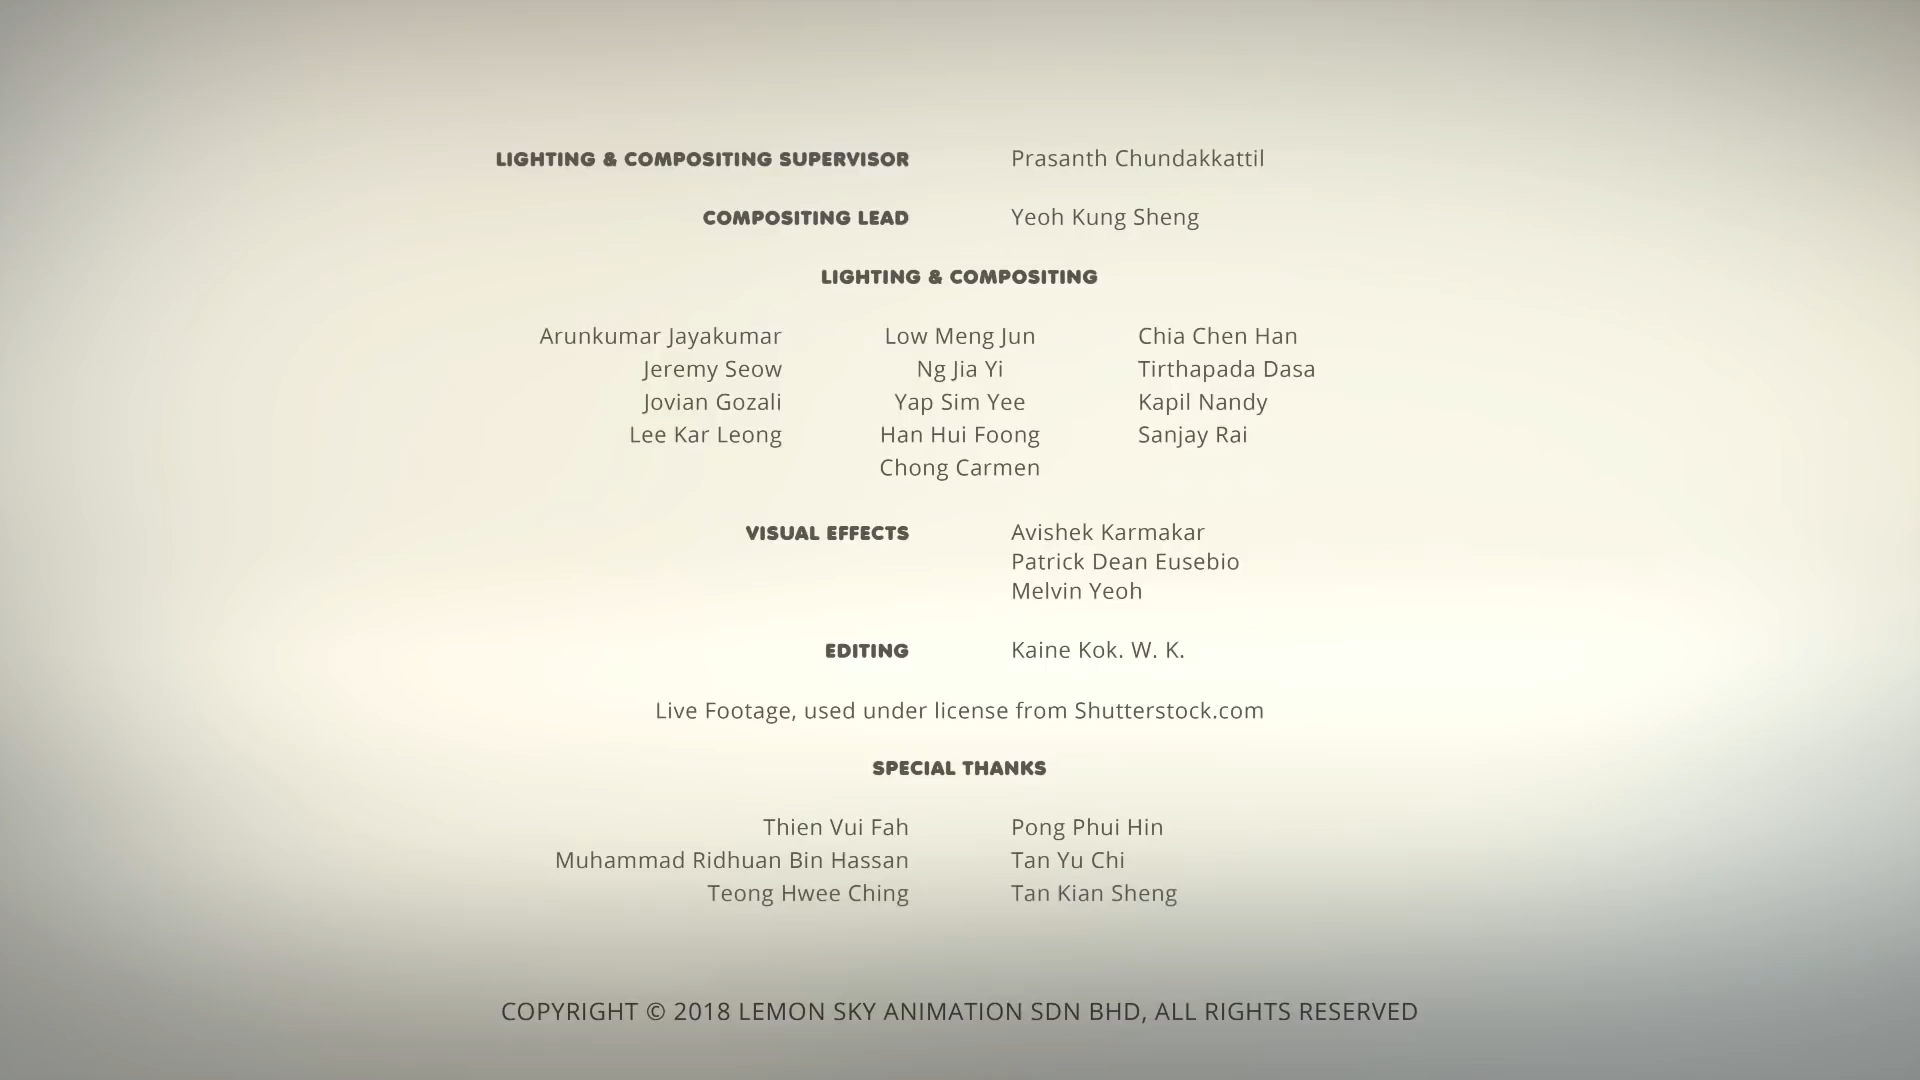 LIGHTING & COMPOSITING SUPERVISOR Prasanth Chundakkattil
COMPOSITING LEAD Yeoh Kung Sheng
LIGHTING & COMPOSITING
Arunkumar Jayakumar Low Meng Jun Chia Chen Han
Jeremy Seow Ng Jia Yi Tirthapada Dasa
Jovian Gozali Yap Sim Yee Kapil Nandy
Lee Kar Leong Han Hui Foong Sanjay Rai
Chong Carmen
VISUAL EFFECTS Avishek Karmakar
Patrick Dean Eusebio
Melvin Yeoh
EDITING Kaine Kok. W. K.
Live Footage, used under license from Shutterstock.com
SPECIAL THANKS
Thien Vui Fah Pong Phui Hin
Muhammad Ridhuan Bin Hassan Tan Yu Chi
Teong Hwee Ching Tan Kian Sheng
COPYRIGHT © 2018 LEMON SKY ANIMATION SDN BHD, ALL RIGHTS RESERVED